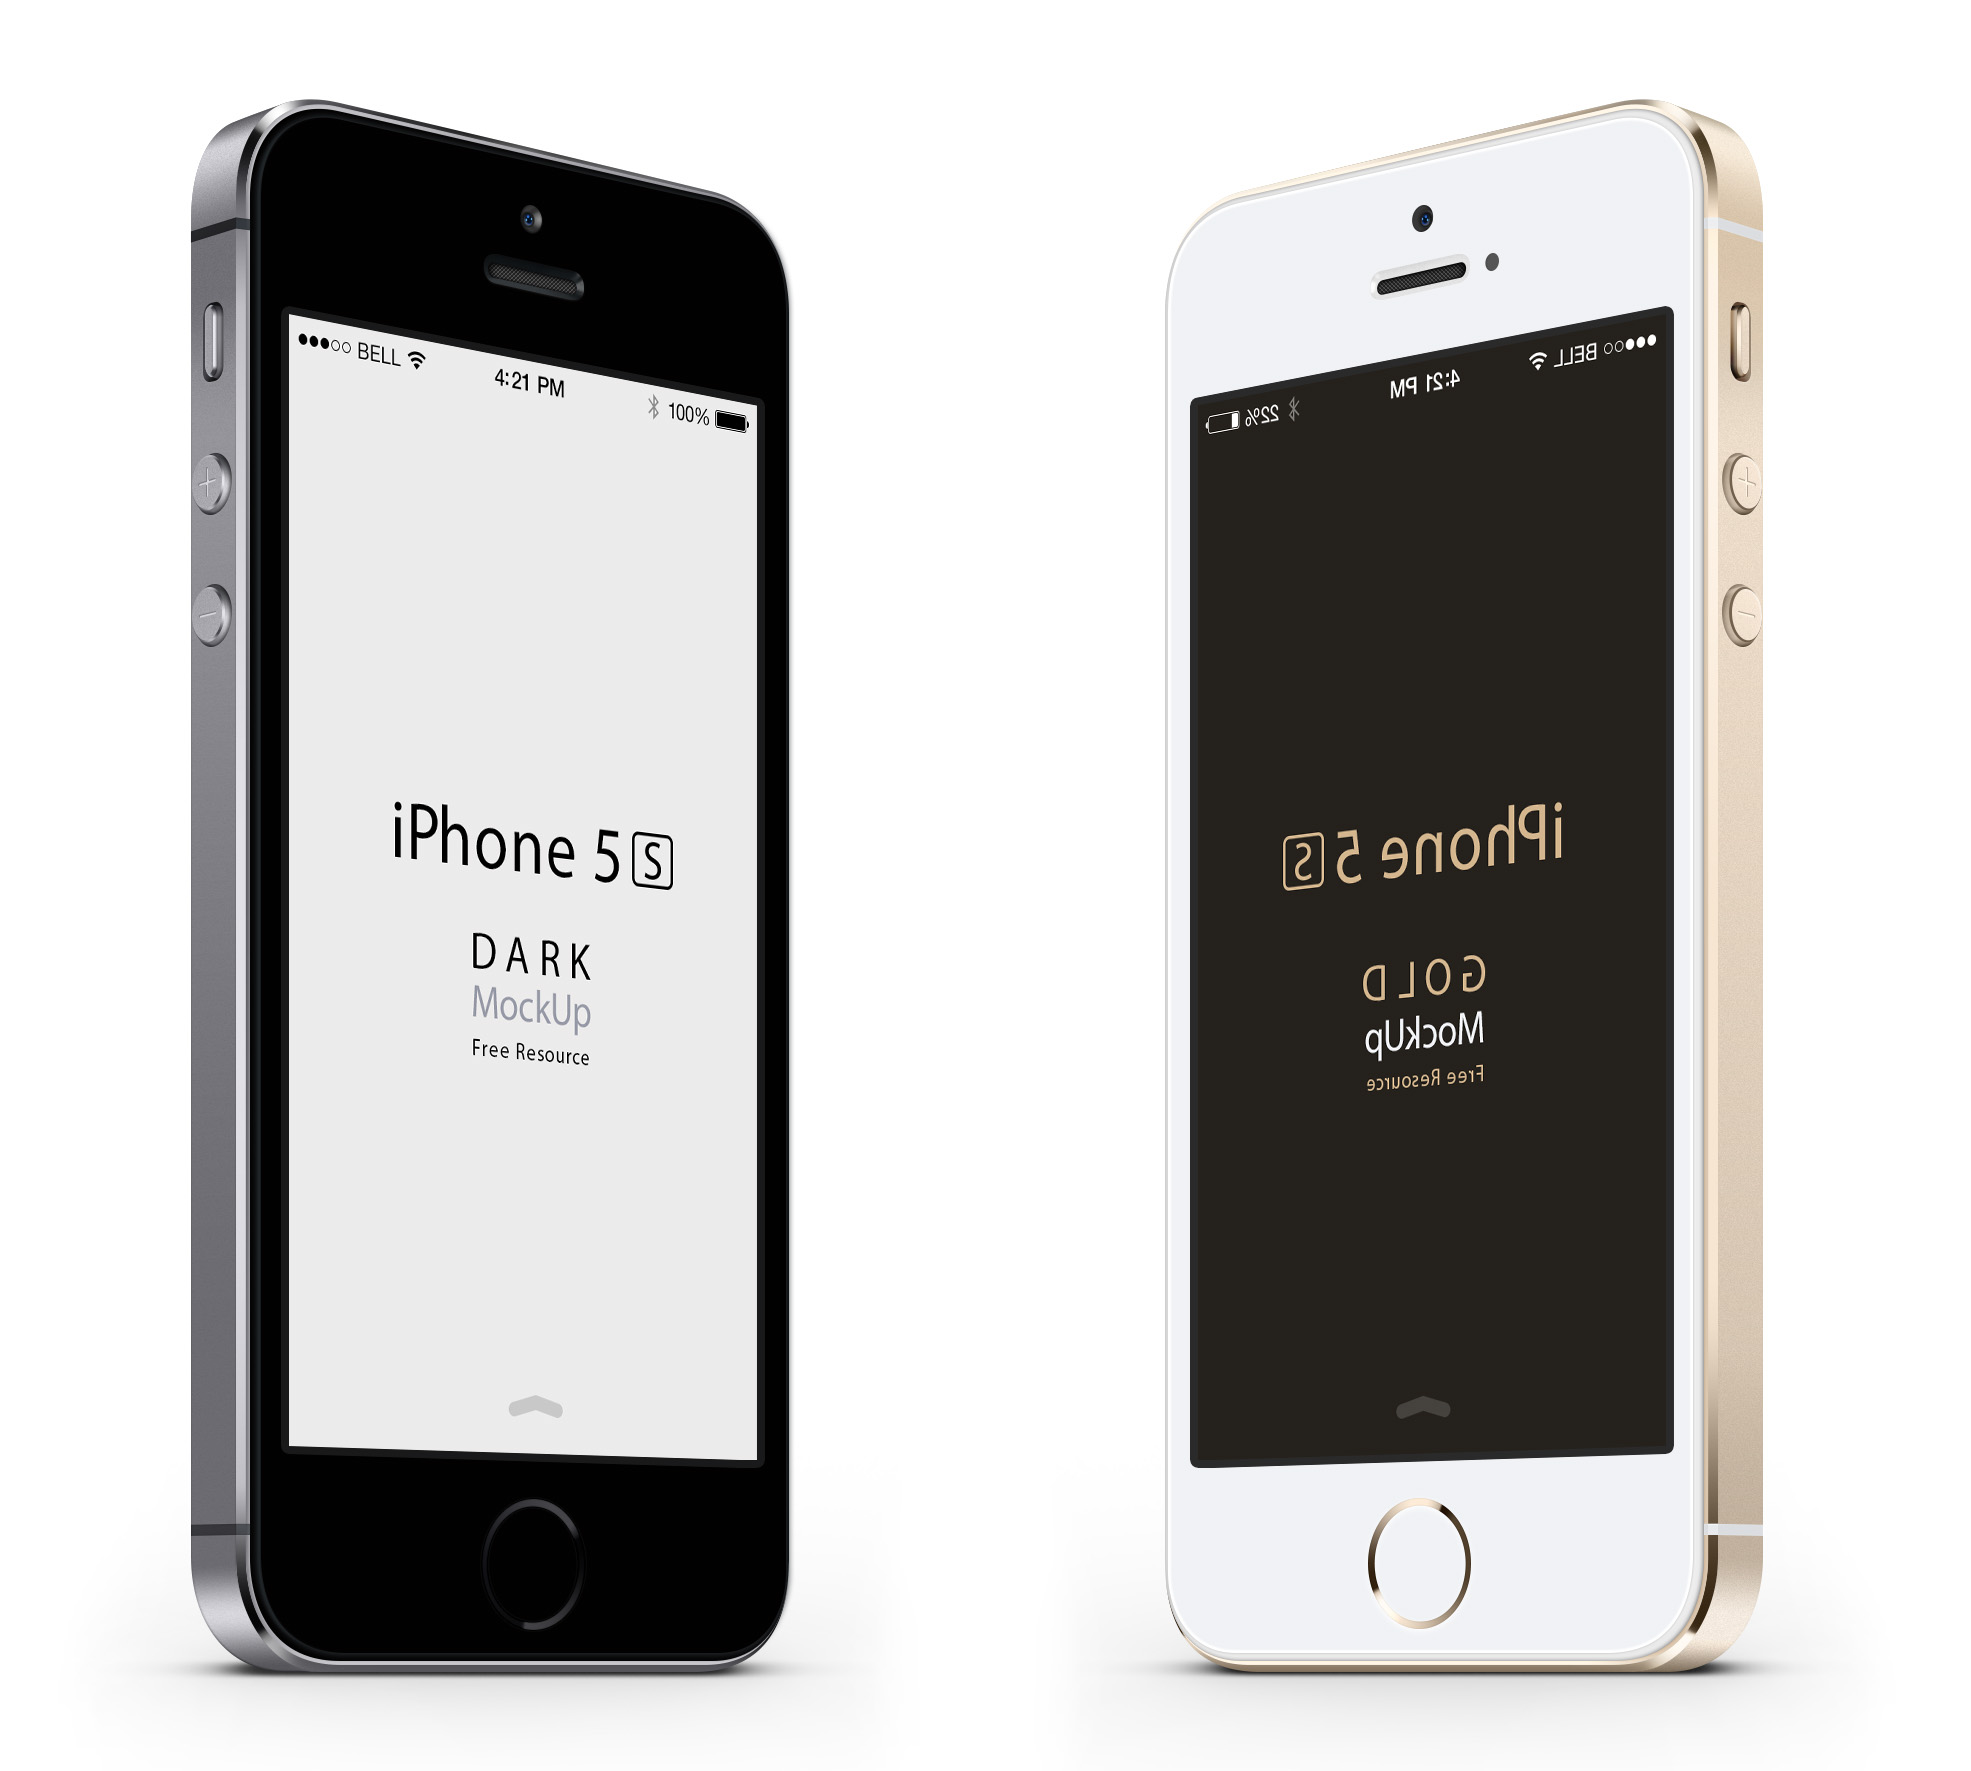 BELL
4:21 PM
100%
iPhone 5 S
DARK
MockUp
Free Resource
BELL
4:21 PM
22%
iPhone 5 S
GOLD
MockUp
Free Resource